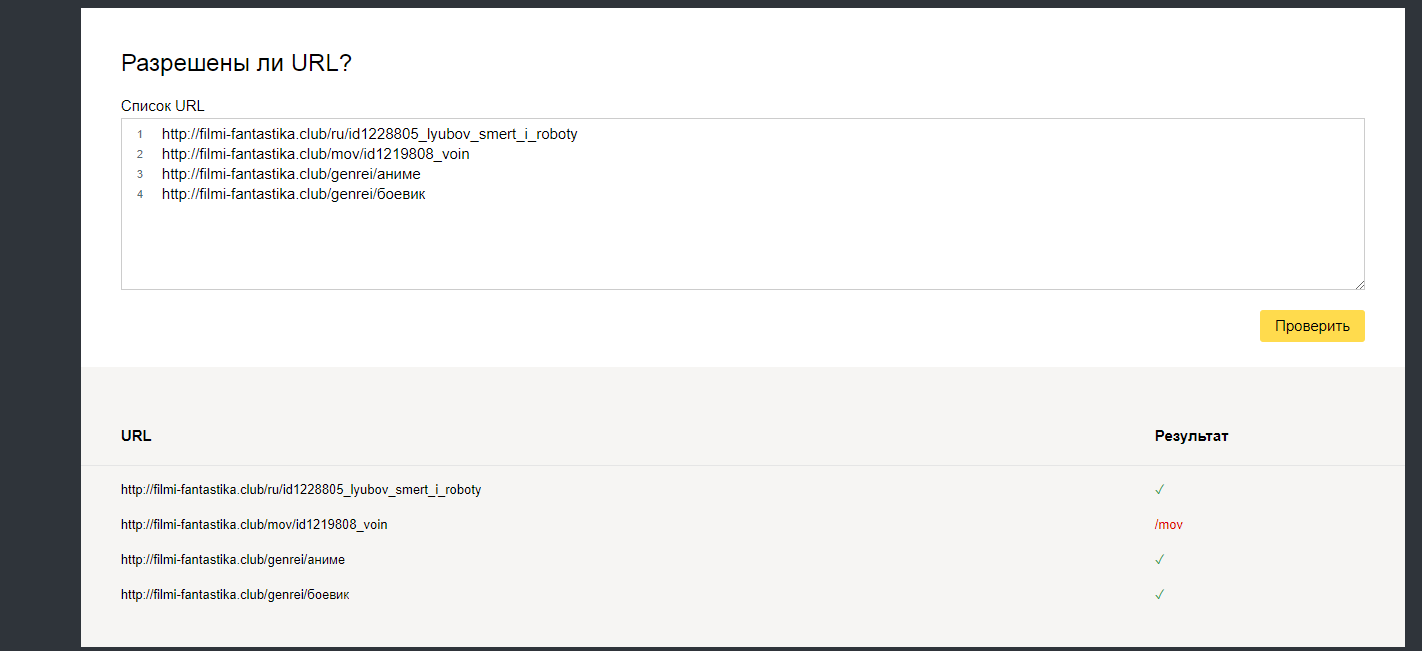 Разрешены ли URL?
Список URL
1 http://filmi-fantastika.club/ru/id1228805_lyubov_smert_i_roboty
2 http://filmi-fantastika.club/mov/id1219808_voin
3 http://filmi-fantastika.club/genrei/аниме
4 http://filmi-fantastika.club/genrei/боевик
Проверить
URL Результат
http://filmi-fantastika.club/ru/id1228805_lyubov_smert_i_roboty ✓
http://filmi-fantastika.club/mov/id1219808_voin /mov
http://filmi-fantastika.club/genrei/аниме ✓
http://filmi-fantastika.club/genrei/боевик ✓